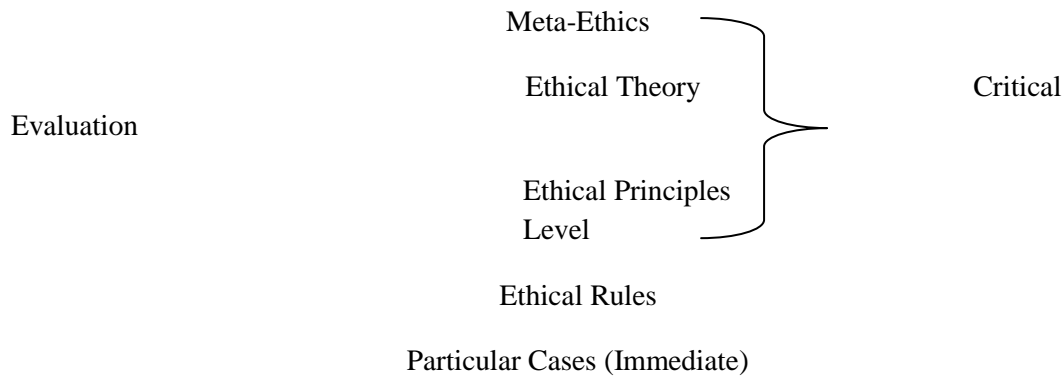 Meta-Ethics
Ethical Theory Critical
Evaluation
Ethical Principles
Level
Ethical Rules
Particular Cases (Immediate)